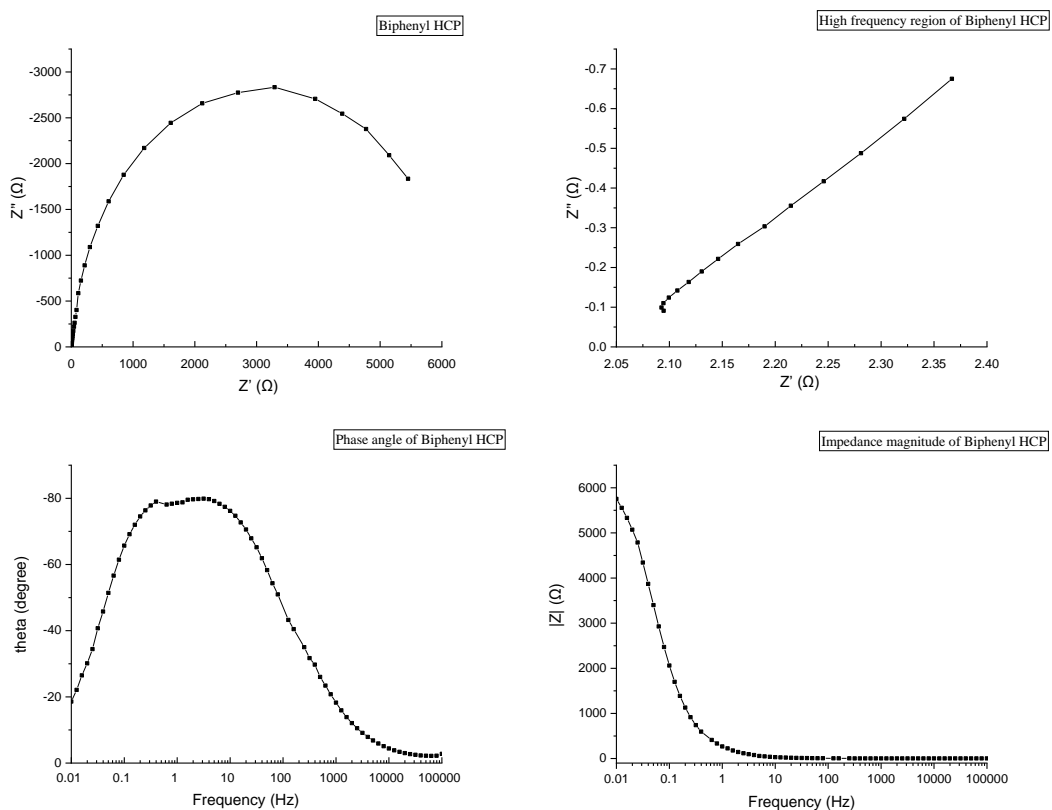 Biphenyl HCP
-3000
-2500
-2000
-1500
-1000
-500
0
Z'' (Ω)
0 1000 2000 3000 4000 5000 6000
Z' (Ω)
High frequency region of Biphenyl HCP
-0.7
-0.6
-0.5
-0.4
-0.3
-0.2
-0.1
0.0
Z'' (Ω)
2.05 2.10 2.15 2.20 2.25 2.30 2.35 2.40
Z' (Ω)
Phase angle of Biphenyl HCP
-80
-60
-40
-20
0
theta (degree)
0.01 0.1 1 10 100 1000 10000 100000
Frequency (Hz)
Impedance magnitude of Biphenyl HCP
6000
5000
4000
3000
2000
1000
0
|Z| (Ω)
0.01 0.1 1 10 100 1000 10000 100000
Frequency (Hz)